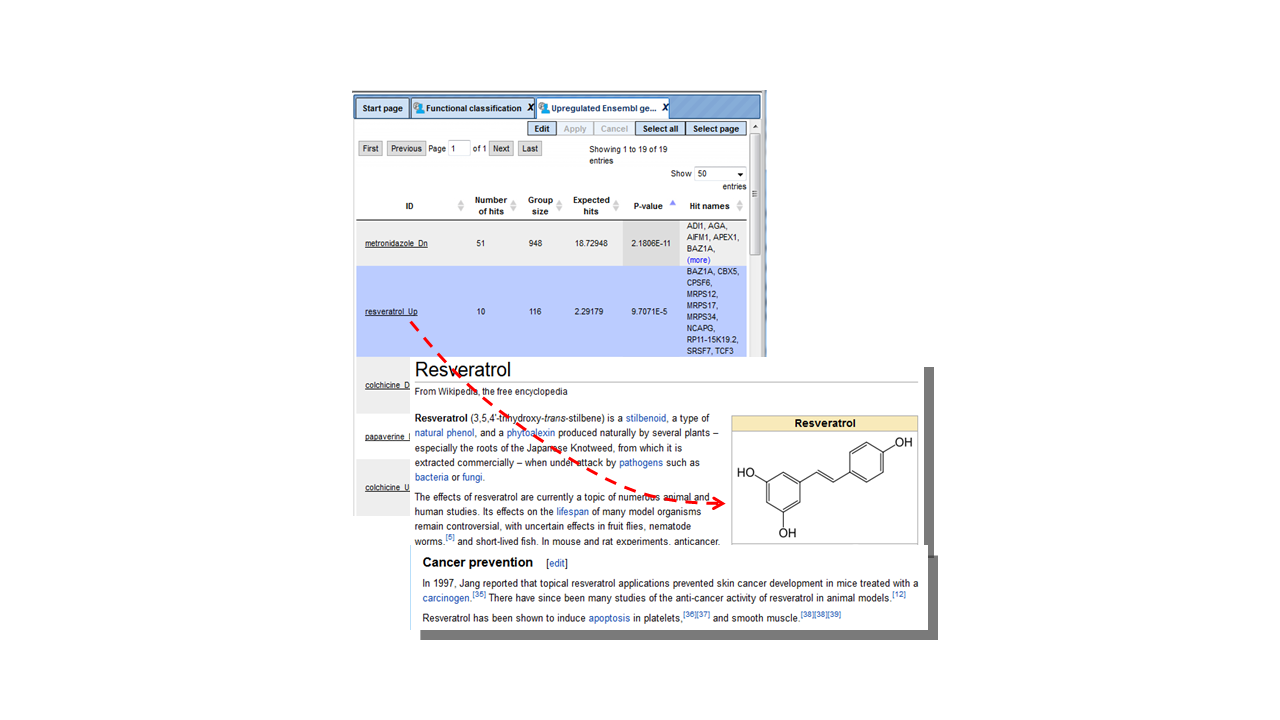 Start page Functional classification X Upregulated Ensembl ge... X
Edit Apply Cancel Select all Select page
First Previous Page 1 of 1 Next Last Showing 1 to 19 of 19
entries
Show 50
entries
ID Number of hits Group size Expected hits P-value Hit names
metronidazole_Dn 51 948 18.72948 2.1806E-11 ADI1, AGA,
AIFM1, APEX1,
BAZ1A,
(more)
resveratrol_Up 10 116 2.29179 9.7071E-5 BAZ1A, CBX5,
CPSF6,
MRPS12,
MRPS17,
MRPS34,
NCAPG,
RP11-15K19.2,
SRSF7, TCF3
colchicine_D
papaverine_
colchicine_U
Resveratrol
From Wikipedia, the free encyclopedia
Resveratrol (3,5,4'-trihydroxy-trans-stilbene) is a stilbenoid, a type of
natural phenol, and a phytoalexin produced naturally by several plants –
especially the roots of the Japanese Knotweed, from which it is
extracted commercially – when under attack by pathogens such as
bacteria or fungi.
The effects of resveratrol are currently a topic of numerous animal and
human studies. Its effects on the lifespan of many model organisms
remain controversial, with uncertain effects in fruit flies, nematode
worms.[5] and short-lived fish. In mouse and rat experiments, anticancer,
Resveratrol
OH
HO
OH
Cancer prevention [edit]
In 1997, Jang reported that topical resveratrol applications prevented skin cancer development in mice treated with a
carcinogen.[35] There have since been many studies of the anti-cancer activity of resveratrol in animal models.[12]
Resveratrol has been shown to induce apoptosis in platelets,[36][37] and smooth muscle.[38][38][39]